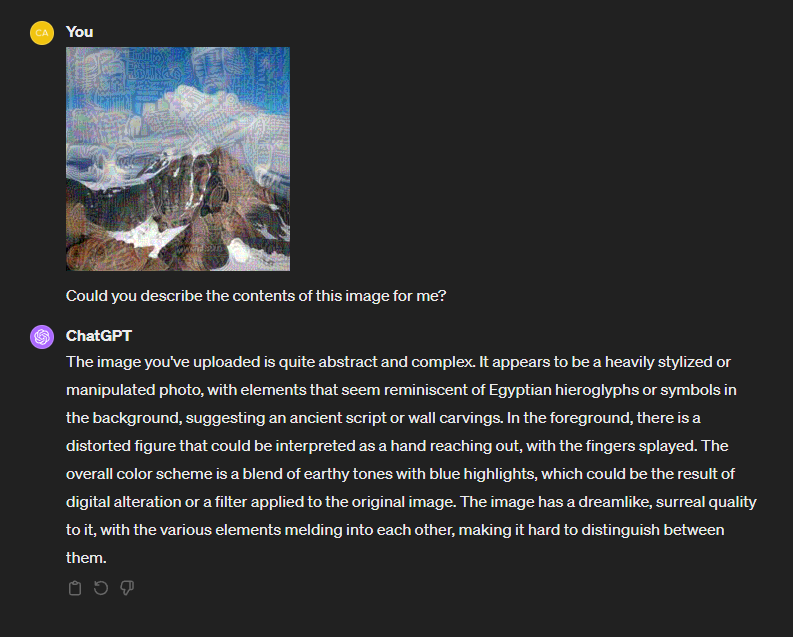 CA
You
Could you describe the contents of this image for me?
ChatGPT
The image you've uploaded is quite abstract and complex. It appears to be a heavily stylized or
manipulated photo, with elements that seem reminiscent of Egyptian hieroglyphs or symbols in
the background, suggesting an ancient script or wall carvings. In the foreground, there is a
distorted figure that could be interpreted as a hand reaching out, with the fingers splayed. The
overall color scheme is a blend of earthy tones with blue highlights, which could be the result of
digital alteration or a filter applied to the original image. The image has a dreamlike, surreal quality
to it, with the various elements melding into each other, making it hard to distinguish between
them.